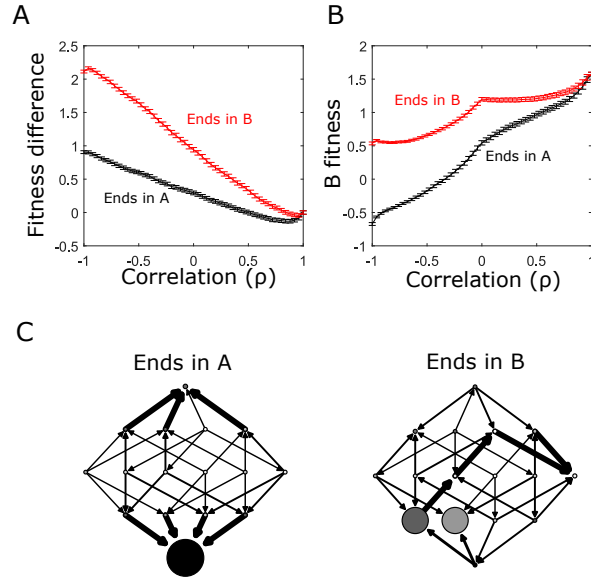 A
Fitness difference
2.5
2
1.5
1
0.5
0
-0.5
-1
-0.5
0
0.5
1
Correlation (ρ)
Ends in B
Ends in A
B
B fitness
2
1.5
1
0.5
0
-0.5
-1
-1
-0.5
0
0.5
1
Correlation (ρ)
Ends in B
Ends in A
C
Ends in A
Ends in B